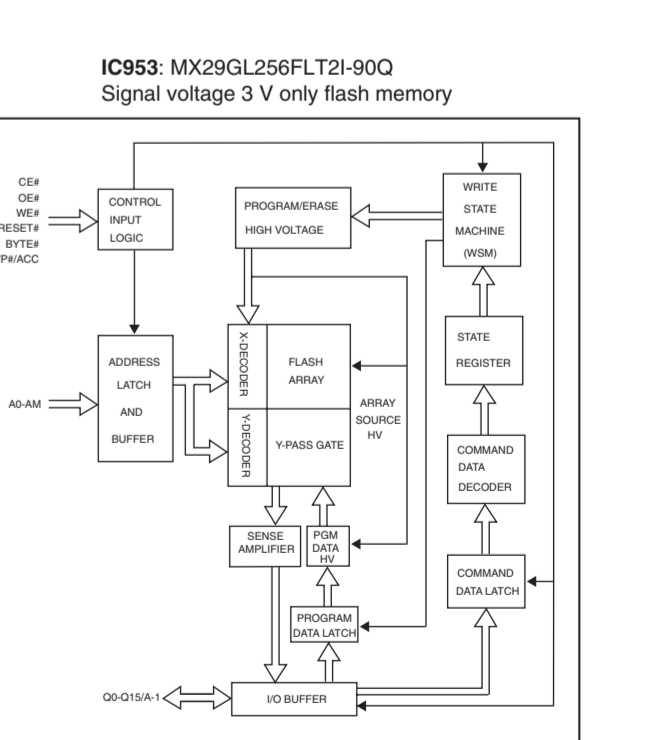 IC953: MX29GL256FLT2I-90Q
Signal voltage 3 V only flash memory
CE#
OE#
WE#
RESET#
BYTE#
P#/ACC
CONTROL
INPUT
LOGIC
PROGRAM/ERASE
HIGH VOLTAGE
WRITE
STATE
MACHINE
(WSM)
STATE
REGISTER
ADDRESS
LATCH
AND
BUFFER
A0-AM
X-DECODER
FLASH
ARRAY
Y-DECODER
Y-PASS GATE
ARRAY
SOURCE
HV
COMMAND
DATA
DECODER
SENSE
AMPLIFIER
PGM
DATA
HV
COMMAND
DATA LATCH
PROGRAM
DATA LATCH
Q0-Q15/A-1
I/O BUFFER